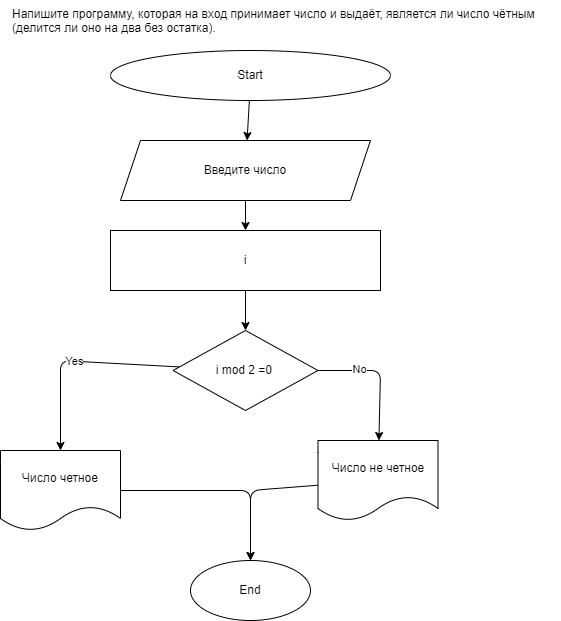 Напишите программу, которая на вход принимает число и выдаёт, является ли число чётным
(делится ли оно на два без остатка).
Start
Введите число
i
i mod 2 =0
Yes
No
Число четное
Число не четное
End